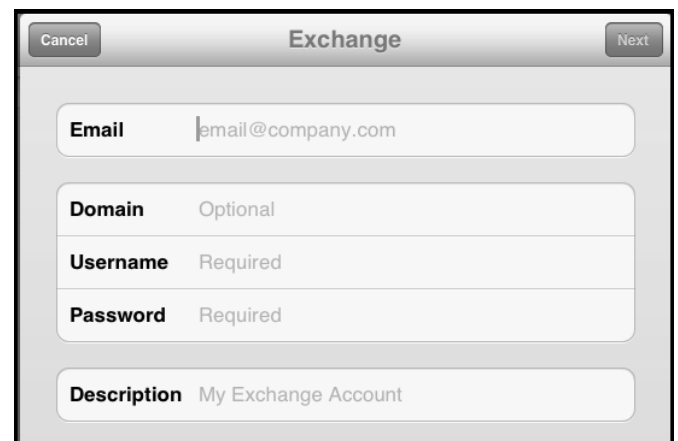 Cancel Exchange Next
Email email@company.com
Domain Optional
Username Required
Password Required
Description My Exchange Account